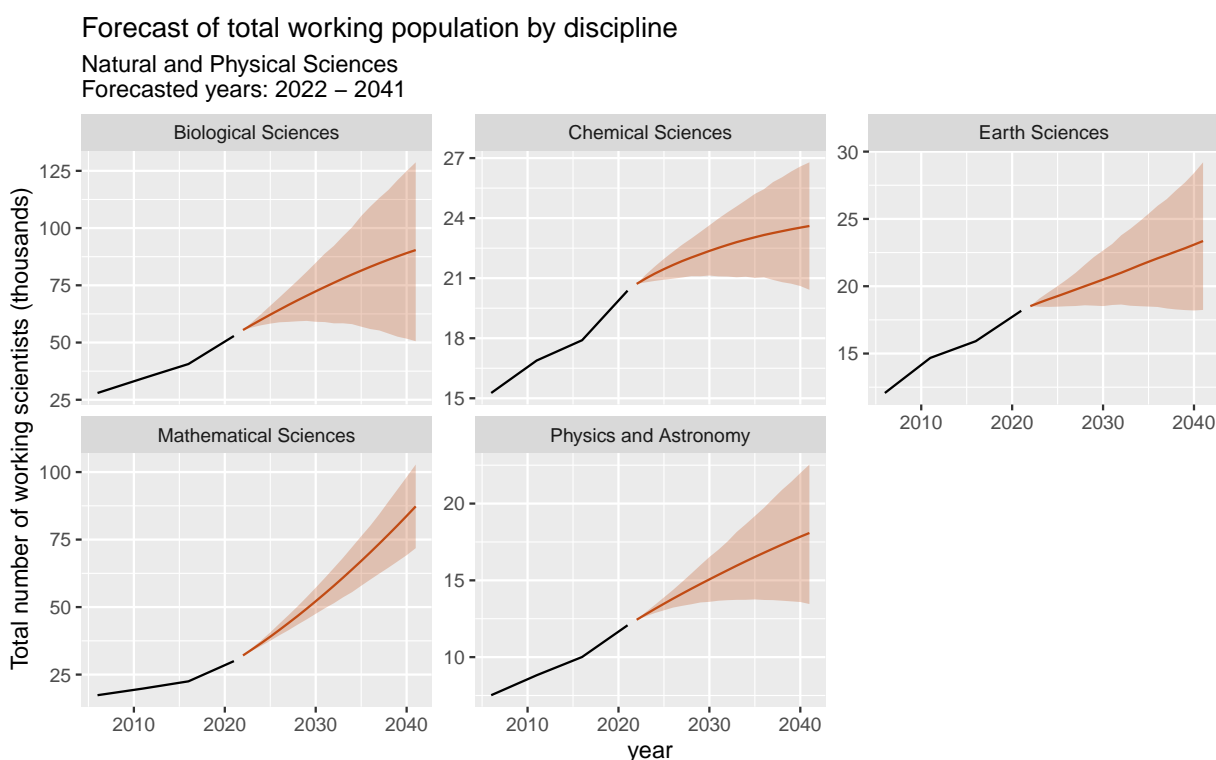 Forecast of total working population by discipline
Natural and Physical Sciences
Forecasted years: 2022 − 2041
Biological Sciences
Chemical Sciences
Earth Sciences
125
100
75
50
25
27
24
21
18
15
30
25
20
15
2010 2020 2030 2040
Mathematical Sciences
Physics and Astronomy
100
75
50
25
20
15
10
2010 2020 2030 2040
2010 2020 2030 2040
year
Total number of working scientists (thousands)